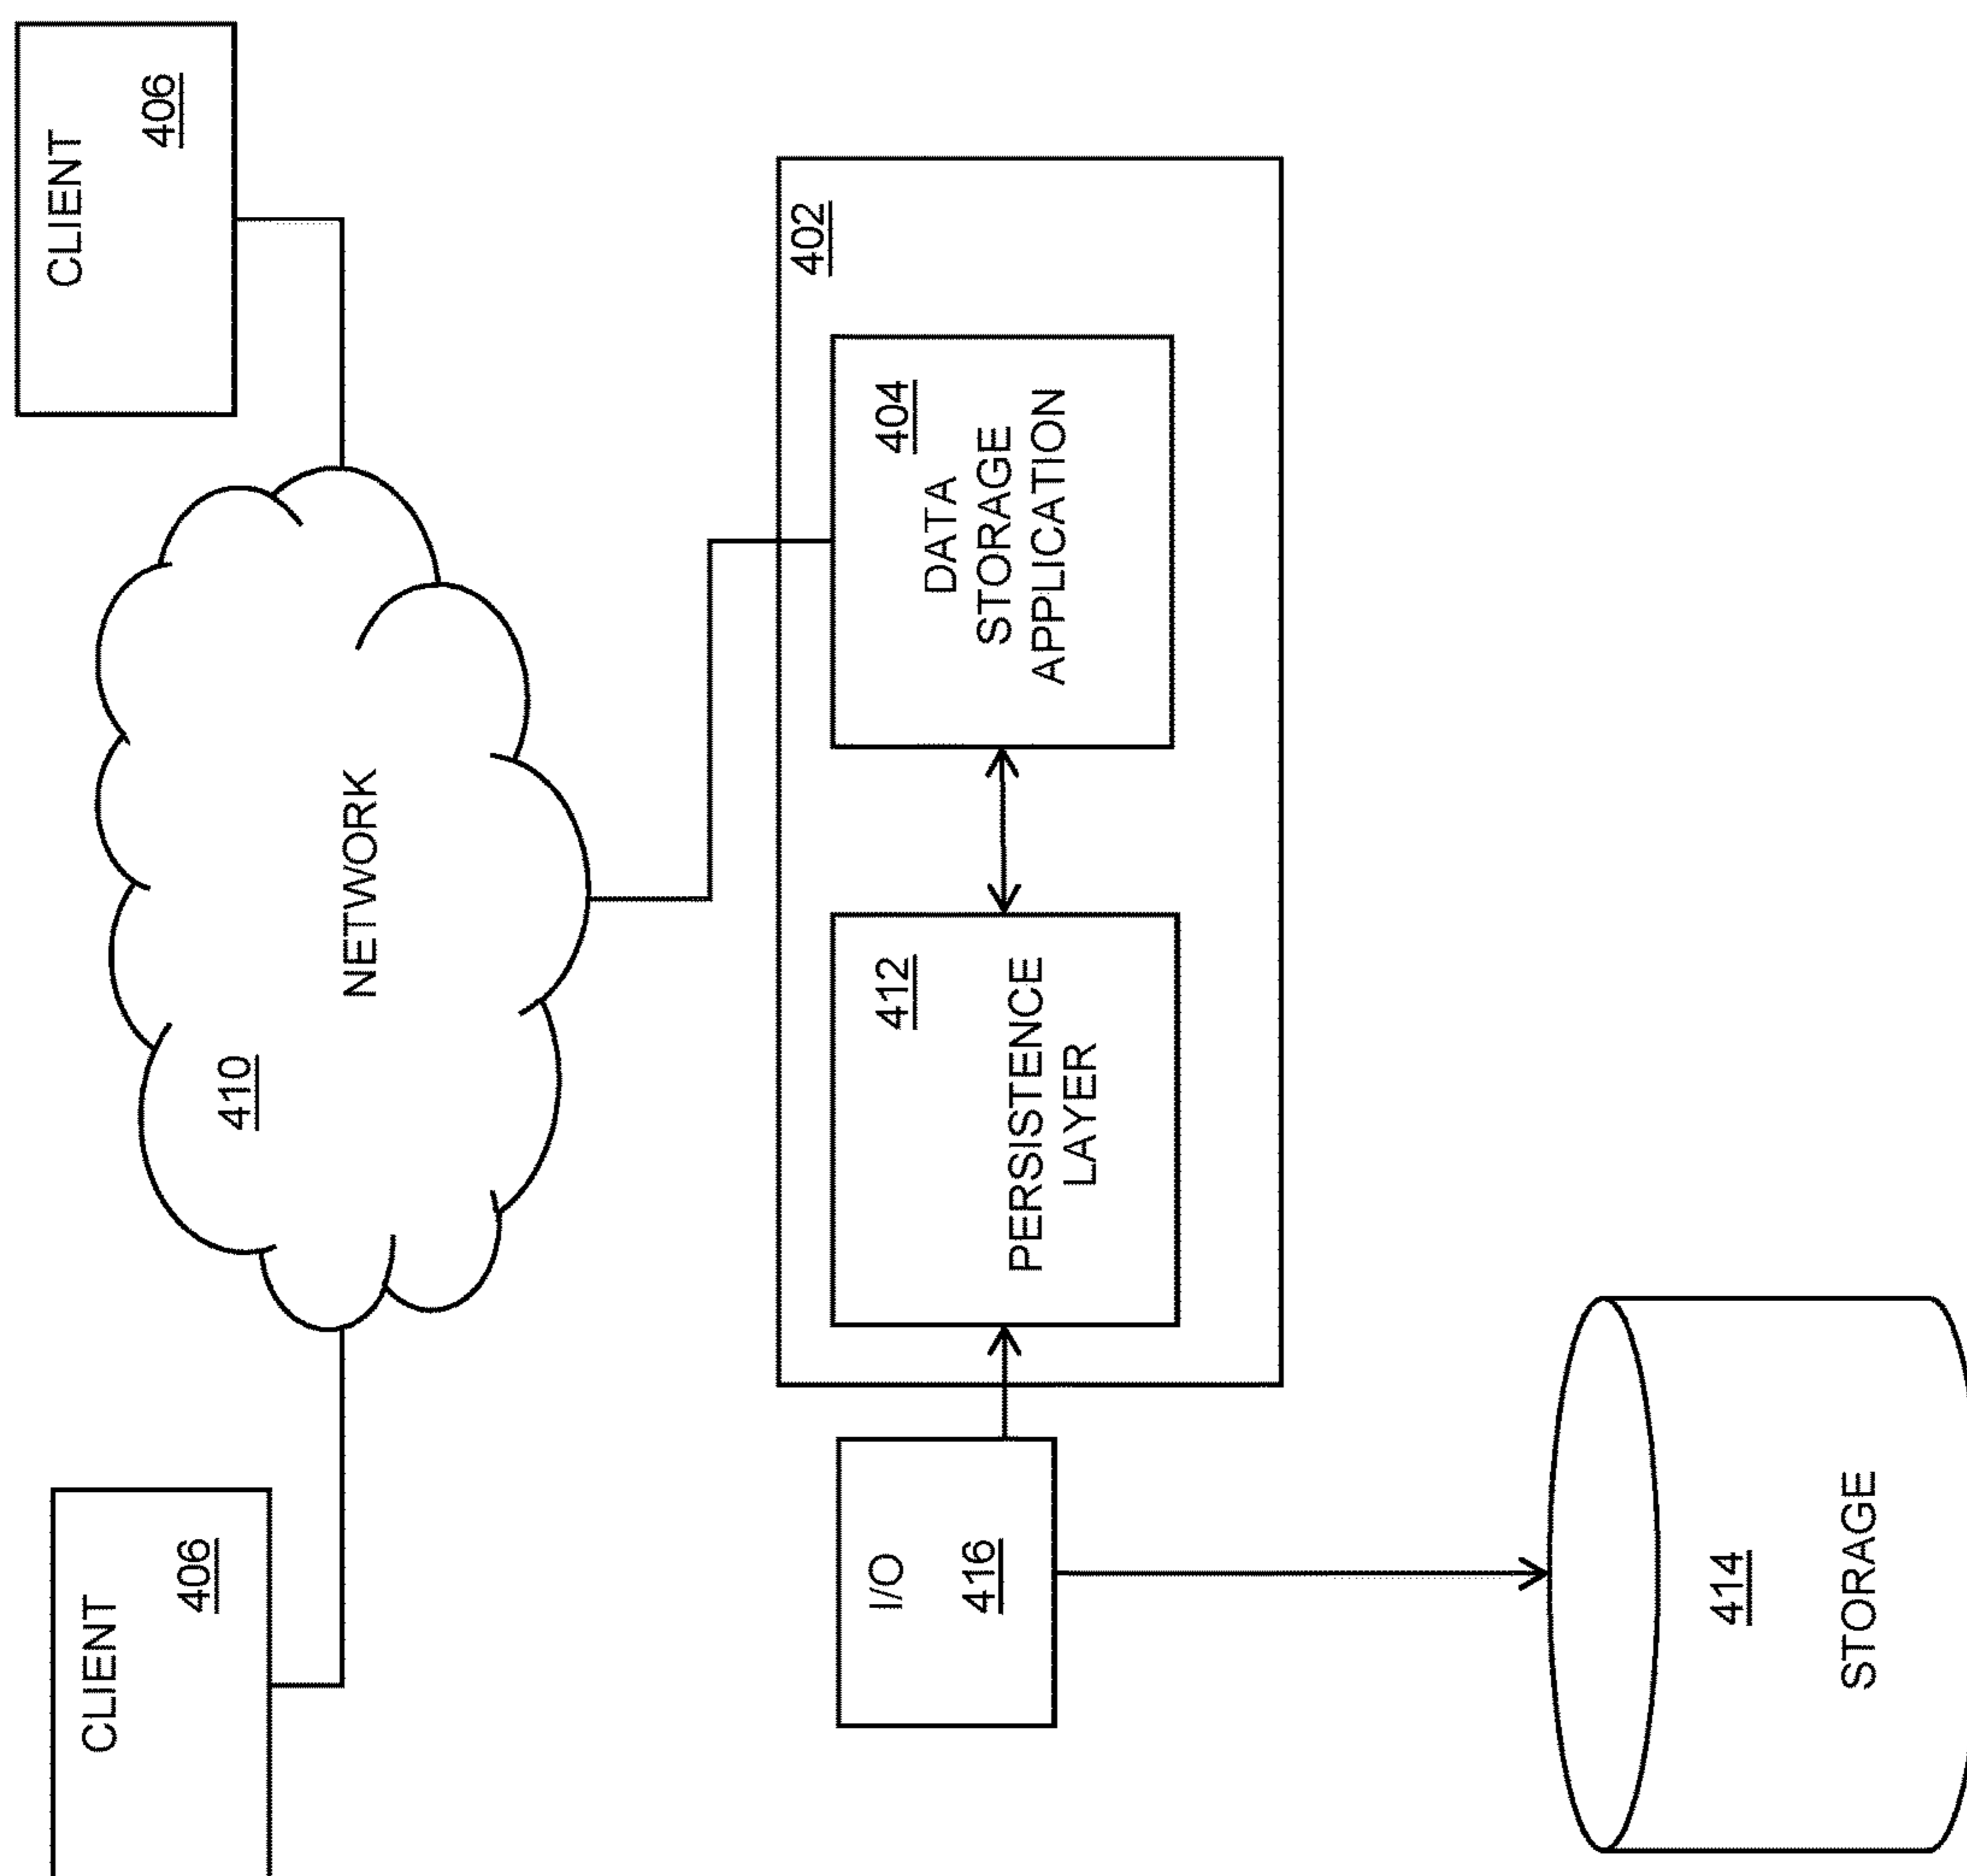 CLIENT
406
CLIENT
406
NETWORK
410
402
404
DATA
STORAGE
APPLICATION
412
PERSISTENCE
LAYER
I/O
416
414
STORAGE